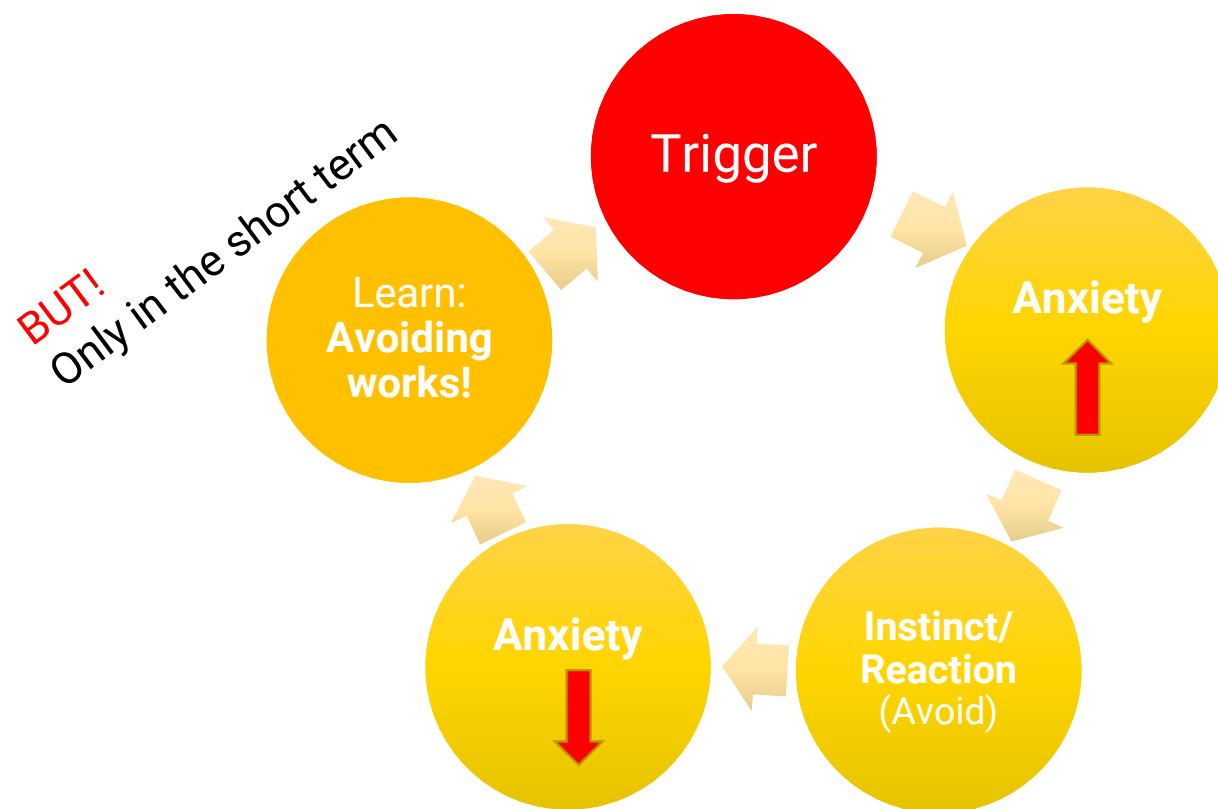 Trigger
Anxiety
Instinct/
Reaction
(Avoid)
Anxiety
Learn:
Avoiding
works!
BUT!
Only in the short term